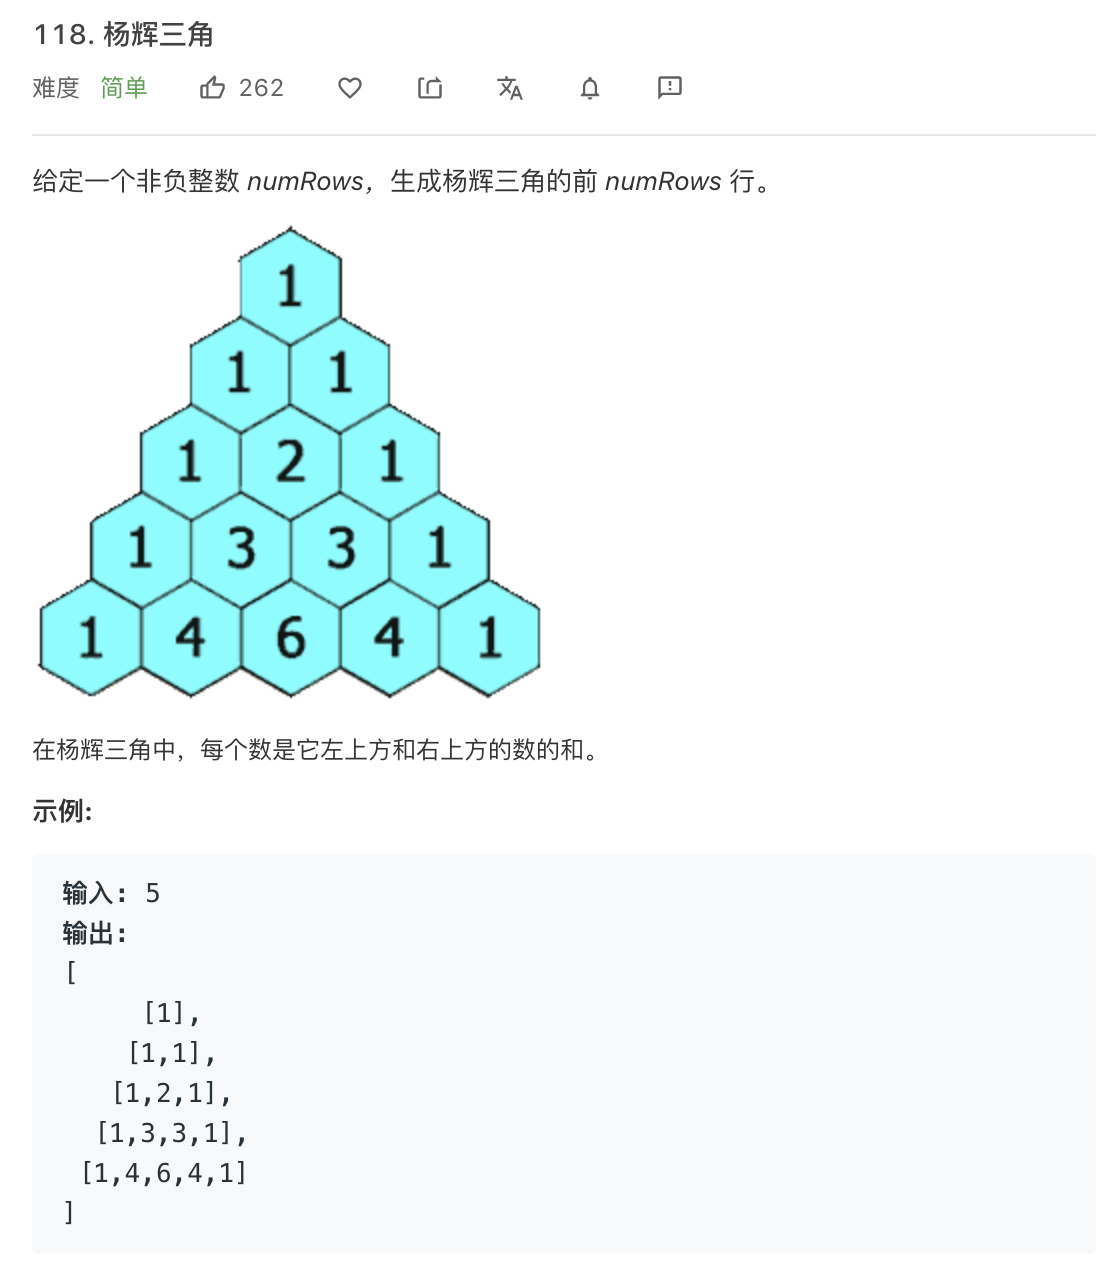 118. 杨辉三角
难度 简单 262
给定一个非负整数 numRows，生成杨辉三角的前 numRows 行。
1
1 1
1 2 1
1 3 3 1
1 4 6 4 1
在杨辉三角中，每个数是它左上方和右上方的数的和。
示例:
输入: 5
输出:
[
     [1],
    [1,1],
   [1,2,1],
  [1,3,3,1],
 [1,4,6,4,1]
]